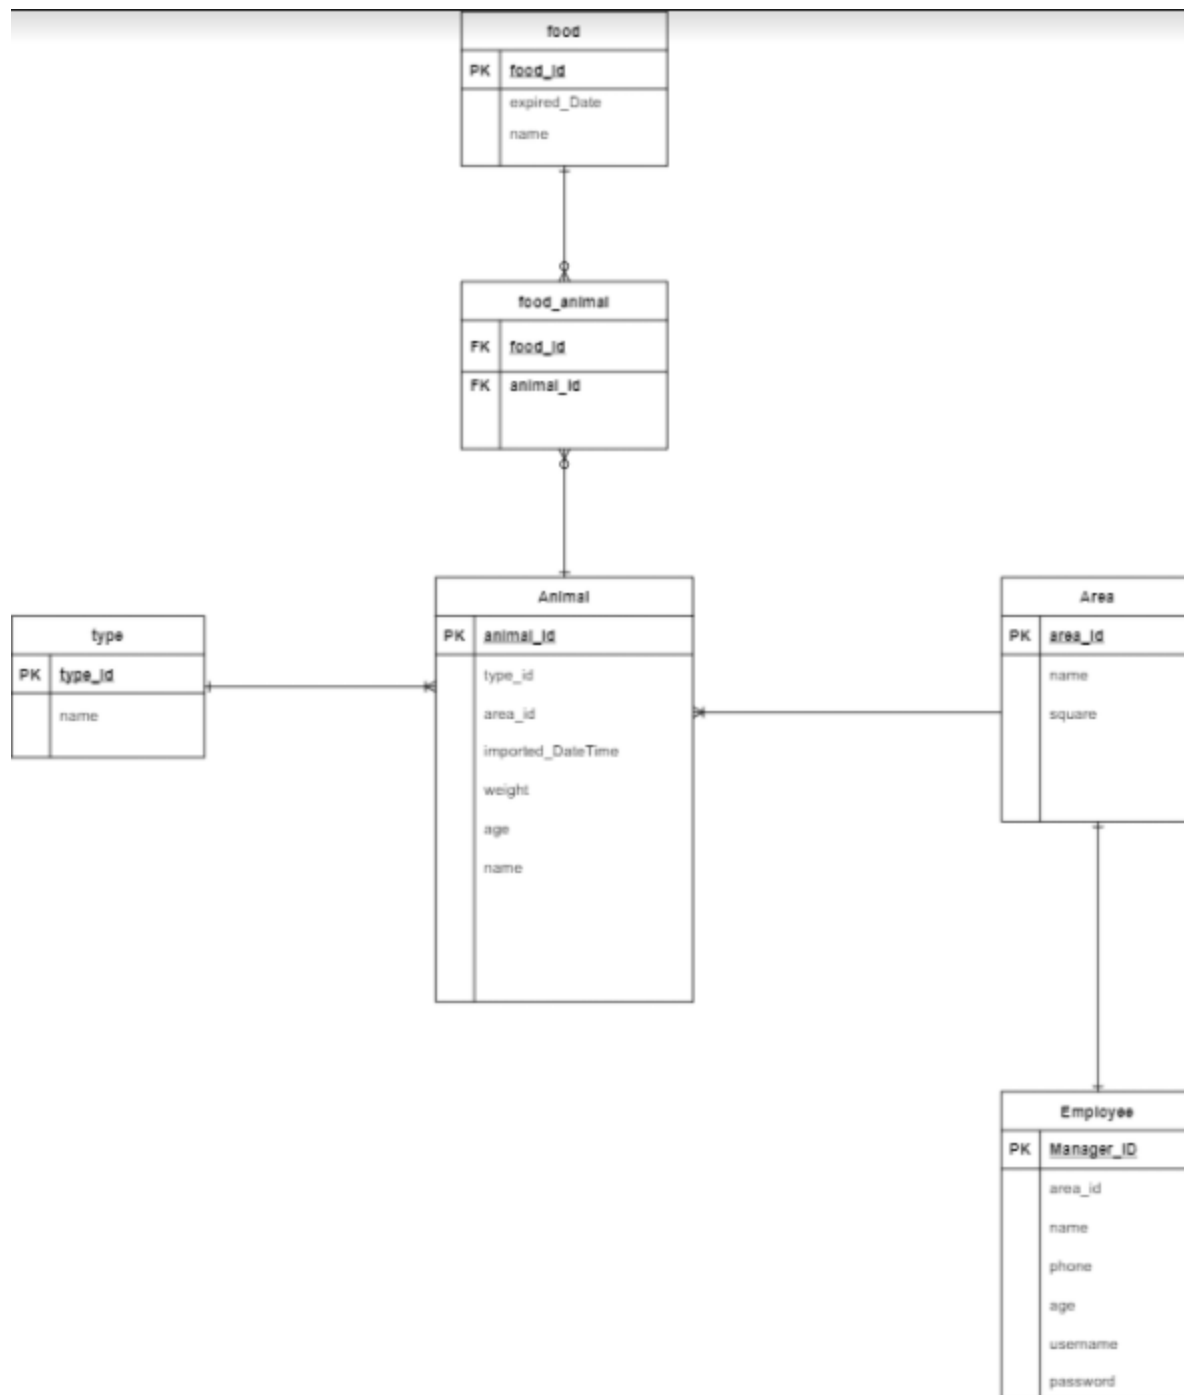 food
PK food_id
expired_Date
name
food_animal
FK food_id
FK animal_id
type
PK type_id
name
Animal
PK animal_id
type_id
area_id
imported_DateTime
weight
age
name
Area
PK area_id
name
square
Employee
PK Manager_ID
area_id
name
phone
age
username
password